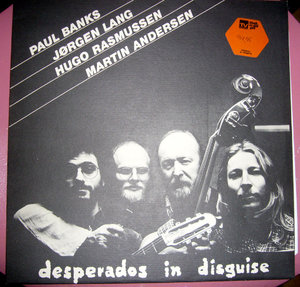 PAUL BANKS
JØRGEN LANG
HUGO RASMUSSEN
MARTIN ANDERSEN
desperados in disguise